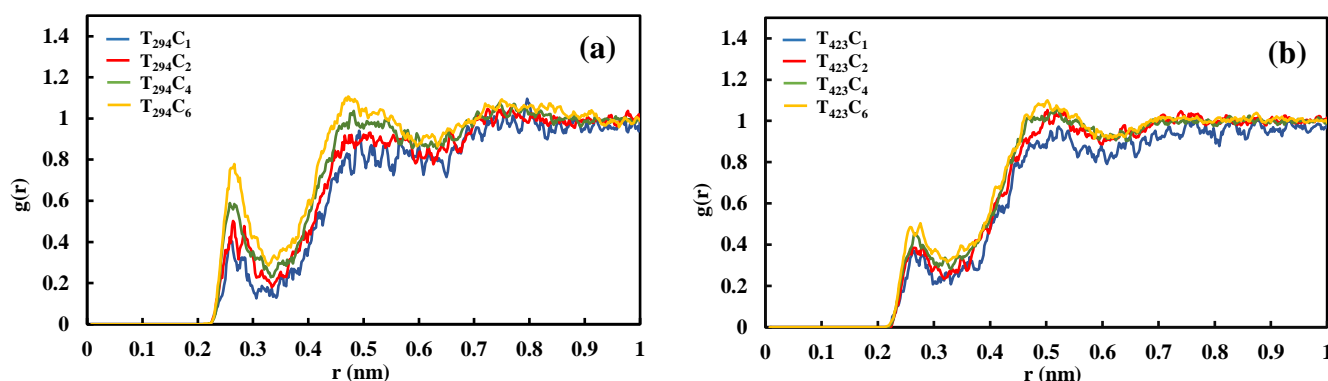 (a)
T₂₉₄C₁
T₂₉₄C₂
T₂₉₄C₄
T₂₉₄C₆
g(r)
1.4
1.2
1
0.8
0.6
0.4
0.2
0
0 0.1 0.2 0.3 0.4 0.5 0.6 0.7 0.8 0.9 1
r (nm)
(b)
T₄₂₃C₁
T₄₂₃C₂
T₄₂₃C₄
T₄₂₃C₆
g(r)
1.4
1.2
1
0.8
0.6
0.4
0.2
0
0 0.1 0.2 0.3 0.4 0.5 0.6 0.7 0.8 0.9 1
r (nm)